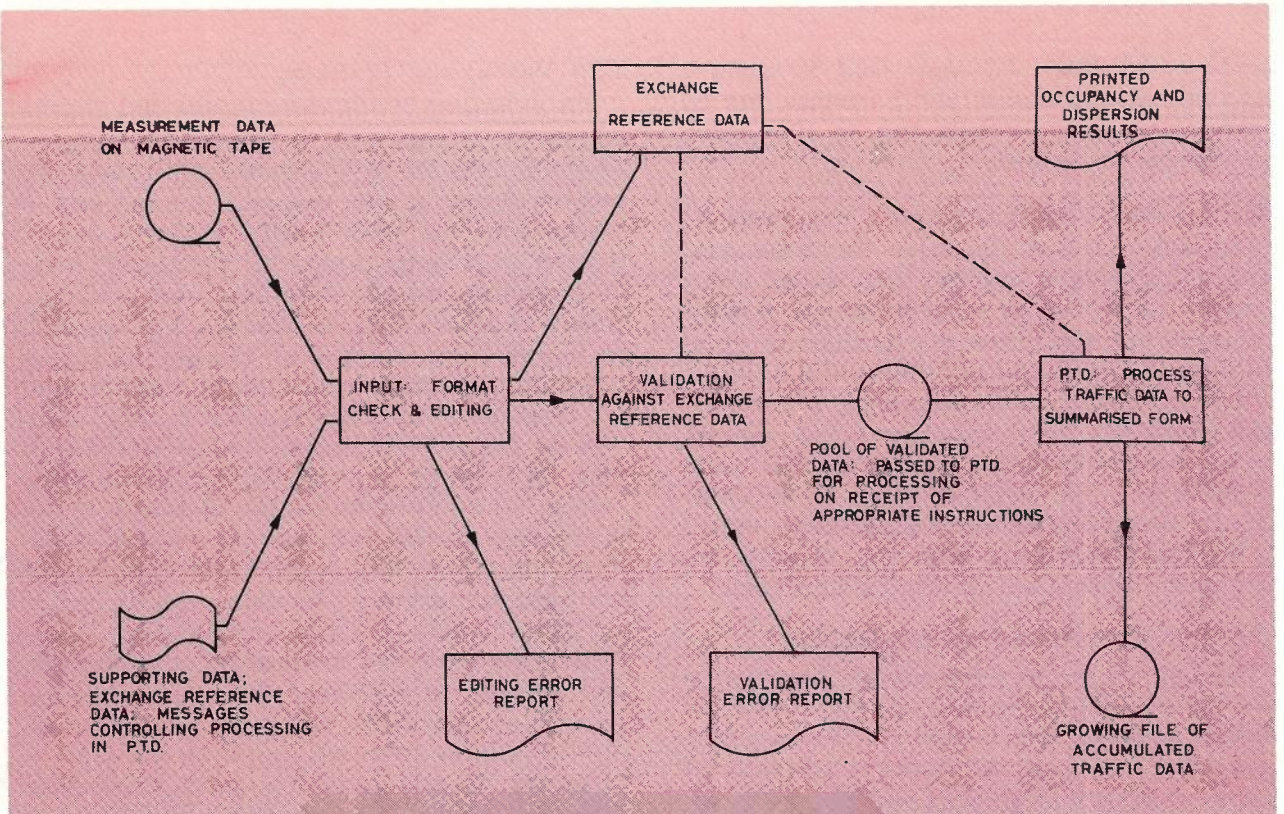 MEASUREMENT DATA
ON MAGNETIC TAPE
EXCHANGE
REFERENCE DATA
PRINTED
OCCUPANCY AND
DISPERSION
RESULTS
INPUT: FORMAT
CHECK & EDITING
VALIDATION
AGAINST EXCHANGE
REFERENCE DATA
P.T.D.: PROCESS
TRAFFIC DATA TO
SUMMARISED FORM
POOL OF VALIDATED
DATA: PASSED TO PTD
FOR PROCESSING
ON RECEIPT OF
APPROPRIATE INSTRUCTIONS
SUPPORTING DATA;
EXCHANGE REFERENCE
DATA; MESSAGES
CONTROLLING PROCESSING
IN P.T.D.
EDITING ERROR
REPORT
VALIDATION
ERROR REPORT
GROWING FILE OF
ACCUMULATED
TRAFFIC DATA